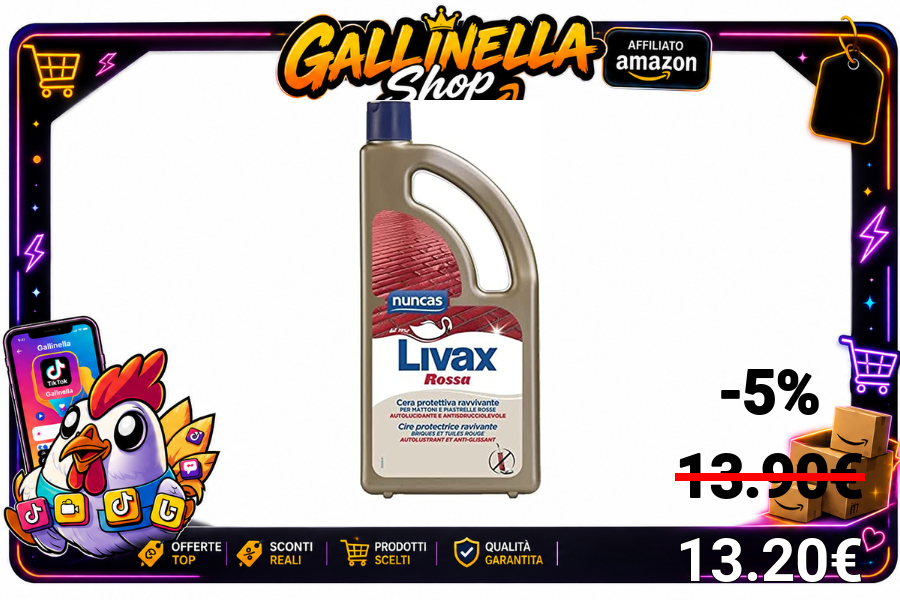 GALLINELLA
Shop
AFFILIATO
amazon
nuncas
Livax
Rossa
Cera protettiva ravvivante
PER MATTONI E PIASTRELLE ROSSE
AUTOLUCIDANTE E ANTISDRUCCIOLEVOLE
Cire protectrice ravivante
BRIQUES ET TUILES ROUGE
AUTOLUSTRANT ET ANTI-GLISSANT
Gallinella
TikTok
Gallinella
-5%
13.90€
13.20€
OFFERTE
TOP
SCONTI
REALI
PRODOTTI
SCELTI
QUALITÀ
GARANTITA